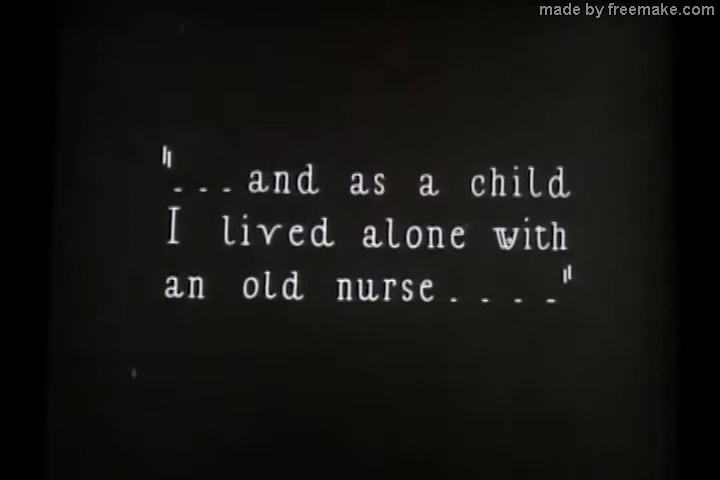 made by freemake.com
"...and as a child
I lived alone with
an old nurse...."